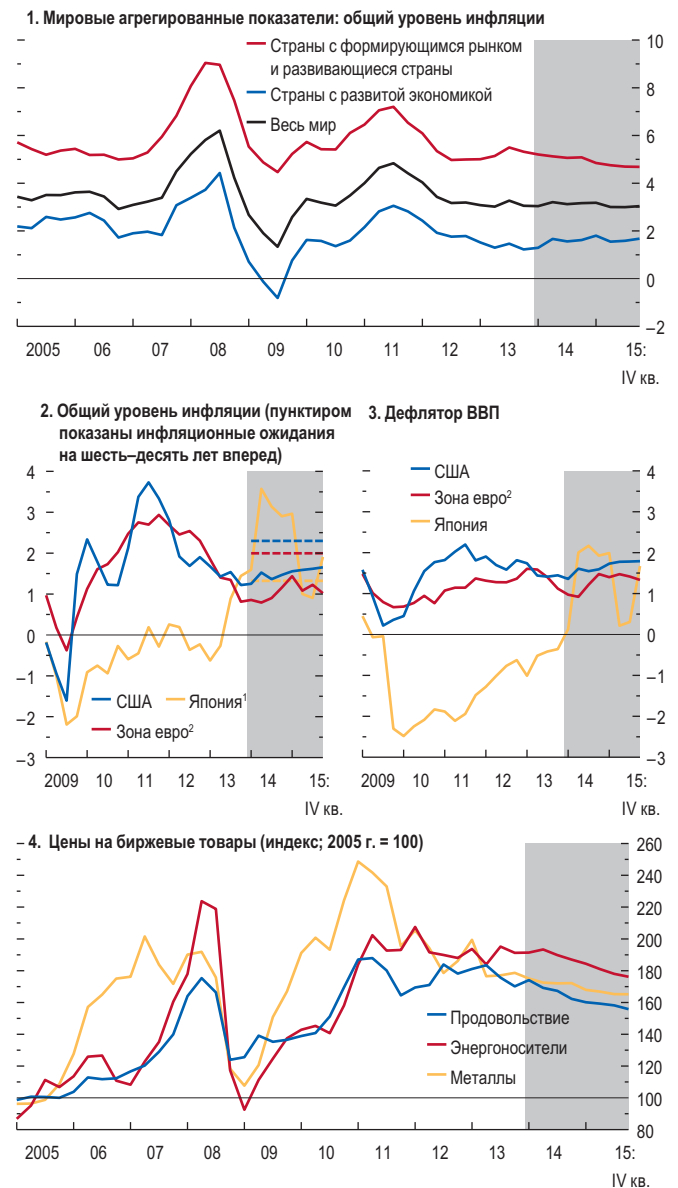 1. Мировые агрегированные показатели: общий уровень инфляции
Страны с формирующимся рынком
и развивающиеся страны
Страны с развитой экономикой
Весь мир
10
8
6
4
2
0
–2
2005 06 07 08 09 10 11 12 13 14 15:
IV кв.
2. Общий уровень инфляции (пунктиром
показаны инфляционные ожидания
на шесть–десять лет вперед)
4
3
2
1
0
–1
–2
–3
США Япония¹
Зона евро²
2009 10 11 12 13 14 15:
IV кв.
3. Дефлятор ВВП
США
Зона евро²
Япония
4
3
2
1
0
–1
–2
–3
2009 10 11 12 13 14 15:
IV кв.
4. Цены на биржевые товары (индекс; 2005 г. = 100)
260
240
220
200
180
160
140
120
100
80
Продовольствие
Энергоносители
Металлы
2005 06 07 08 09 10 11 12 13 14 15:
IV кв.